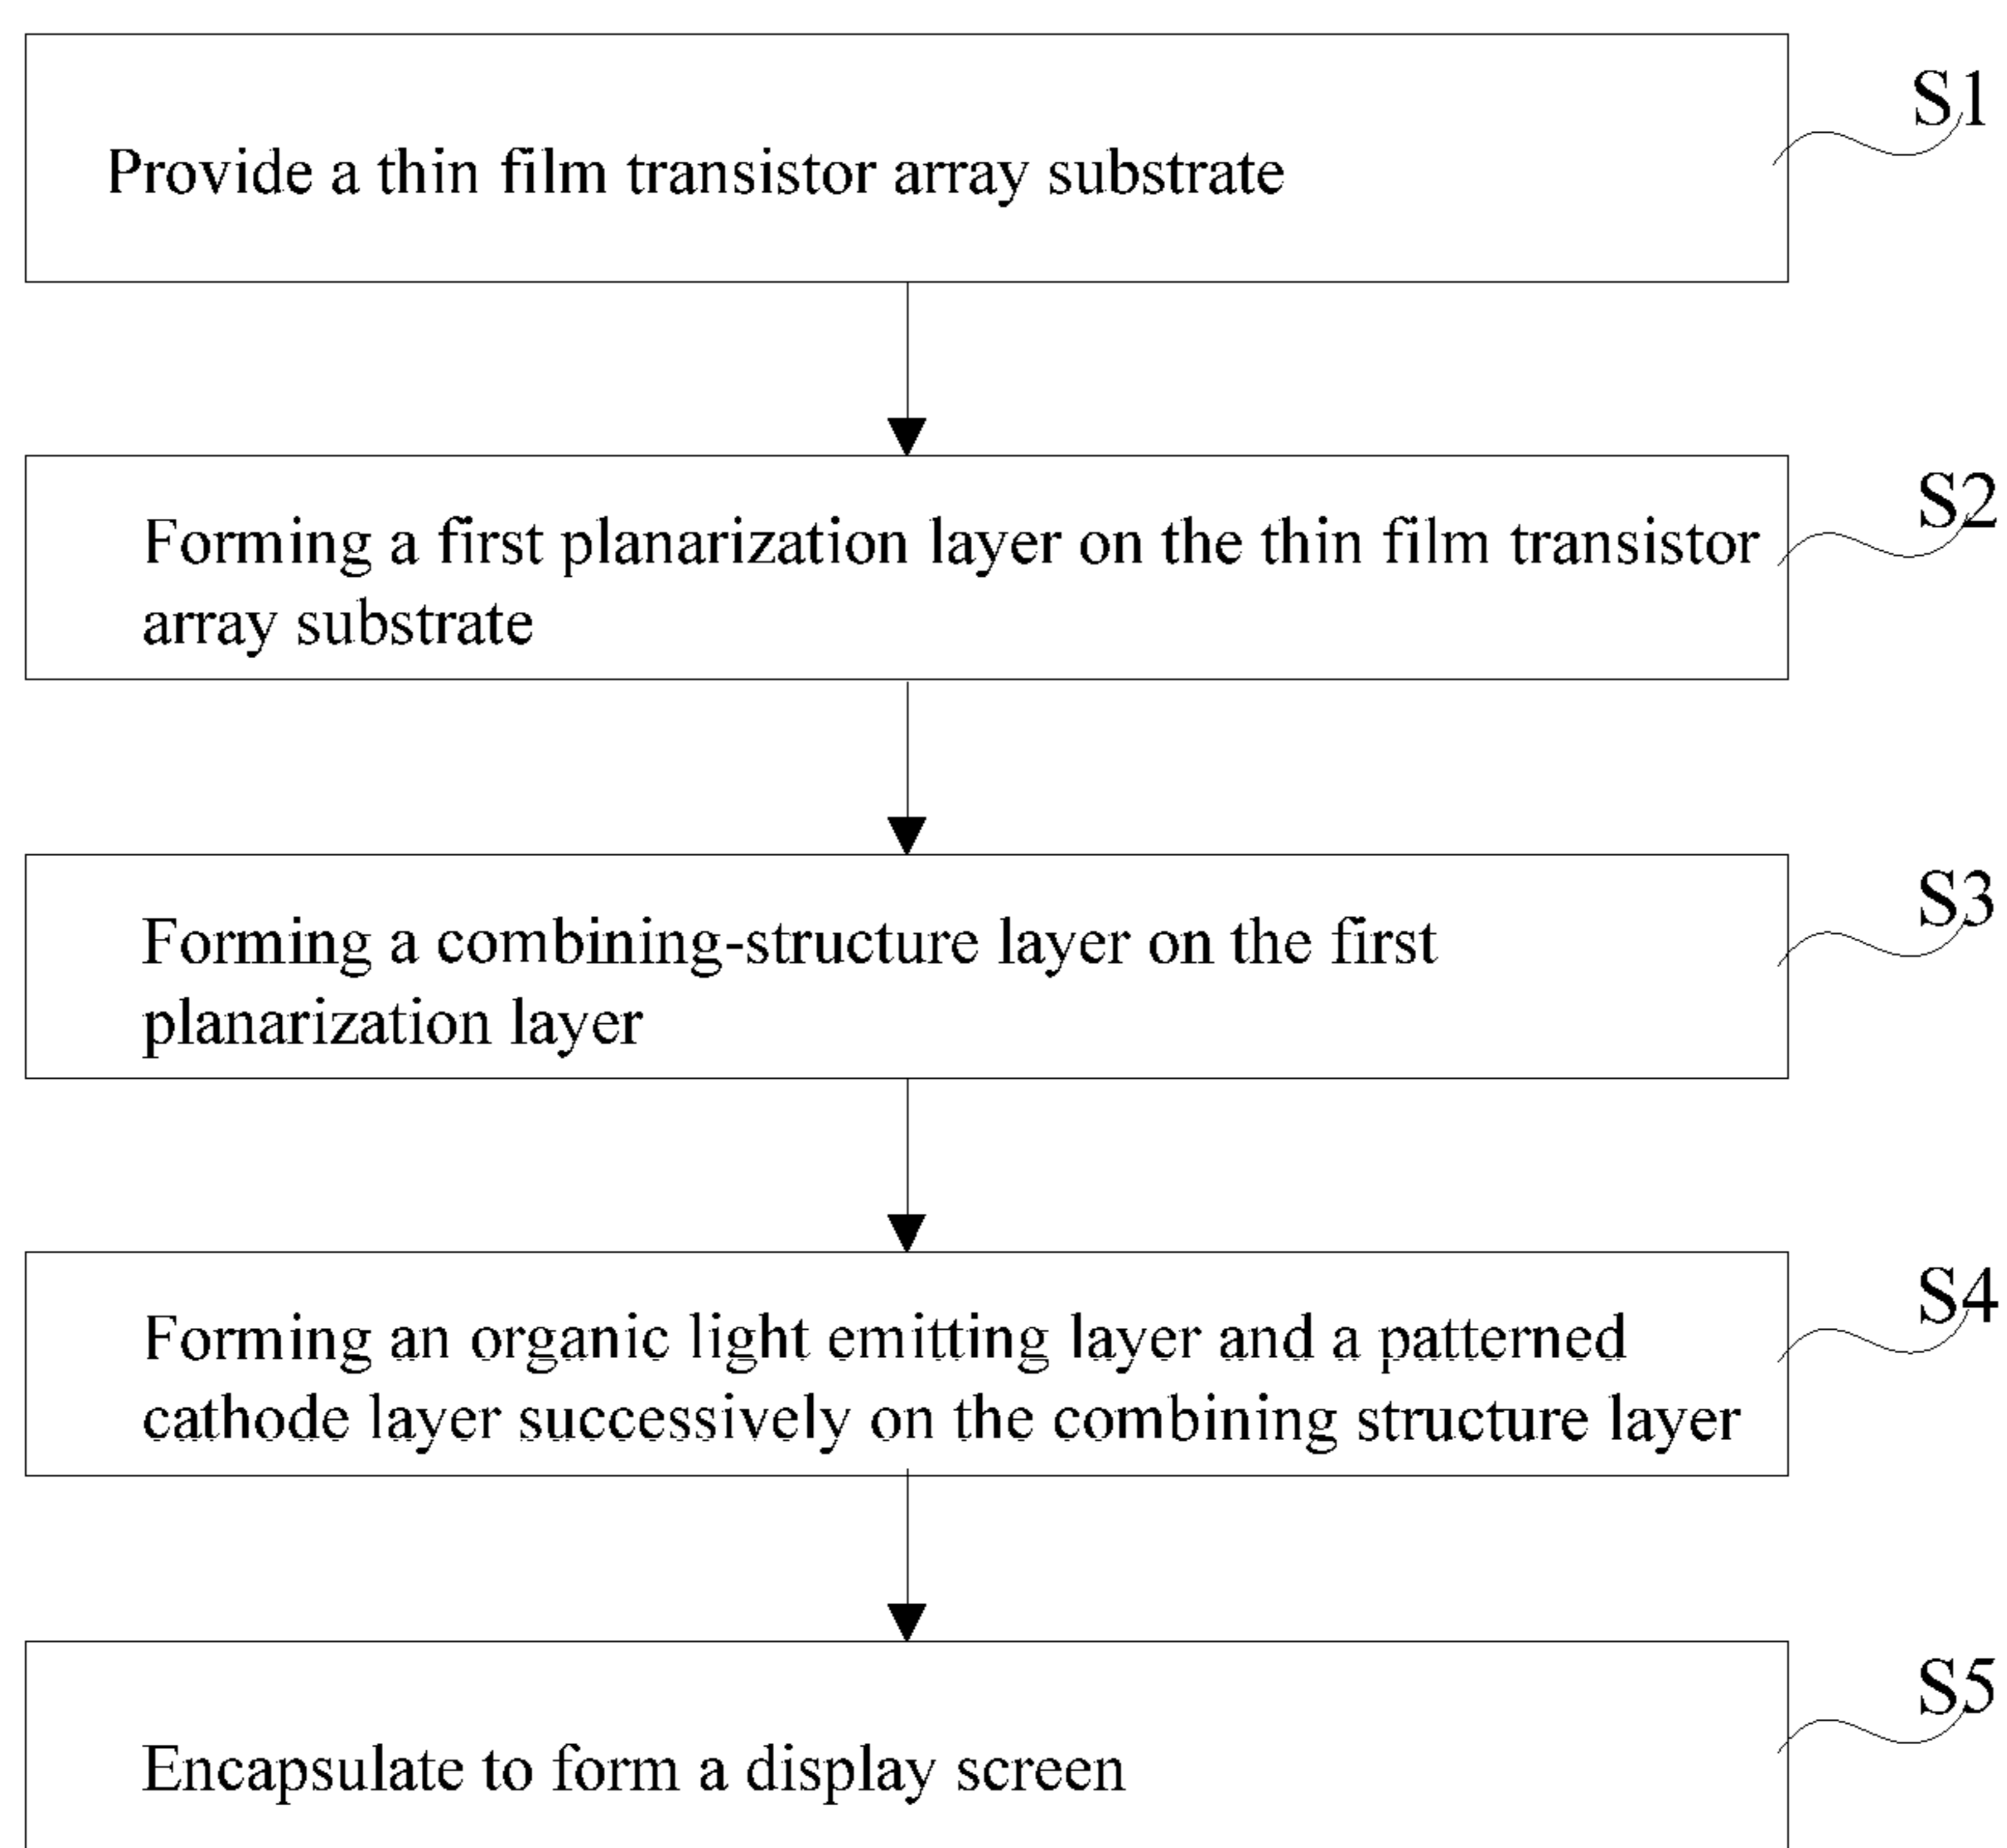 S1
Provide a thin film transistor array substrate
S2
Forming a first planarization layer on the thin film transistor
array substrate
S3
Forming a combining-structure layer on the first
planarization layer
S4
Forming an organic light emitting layer and a patterned
cathode layer successively on the combining structure layer
S5
Encapsulate to form a display screen